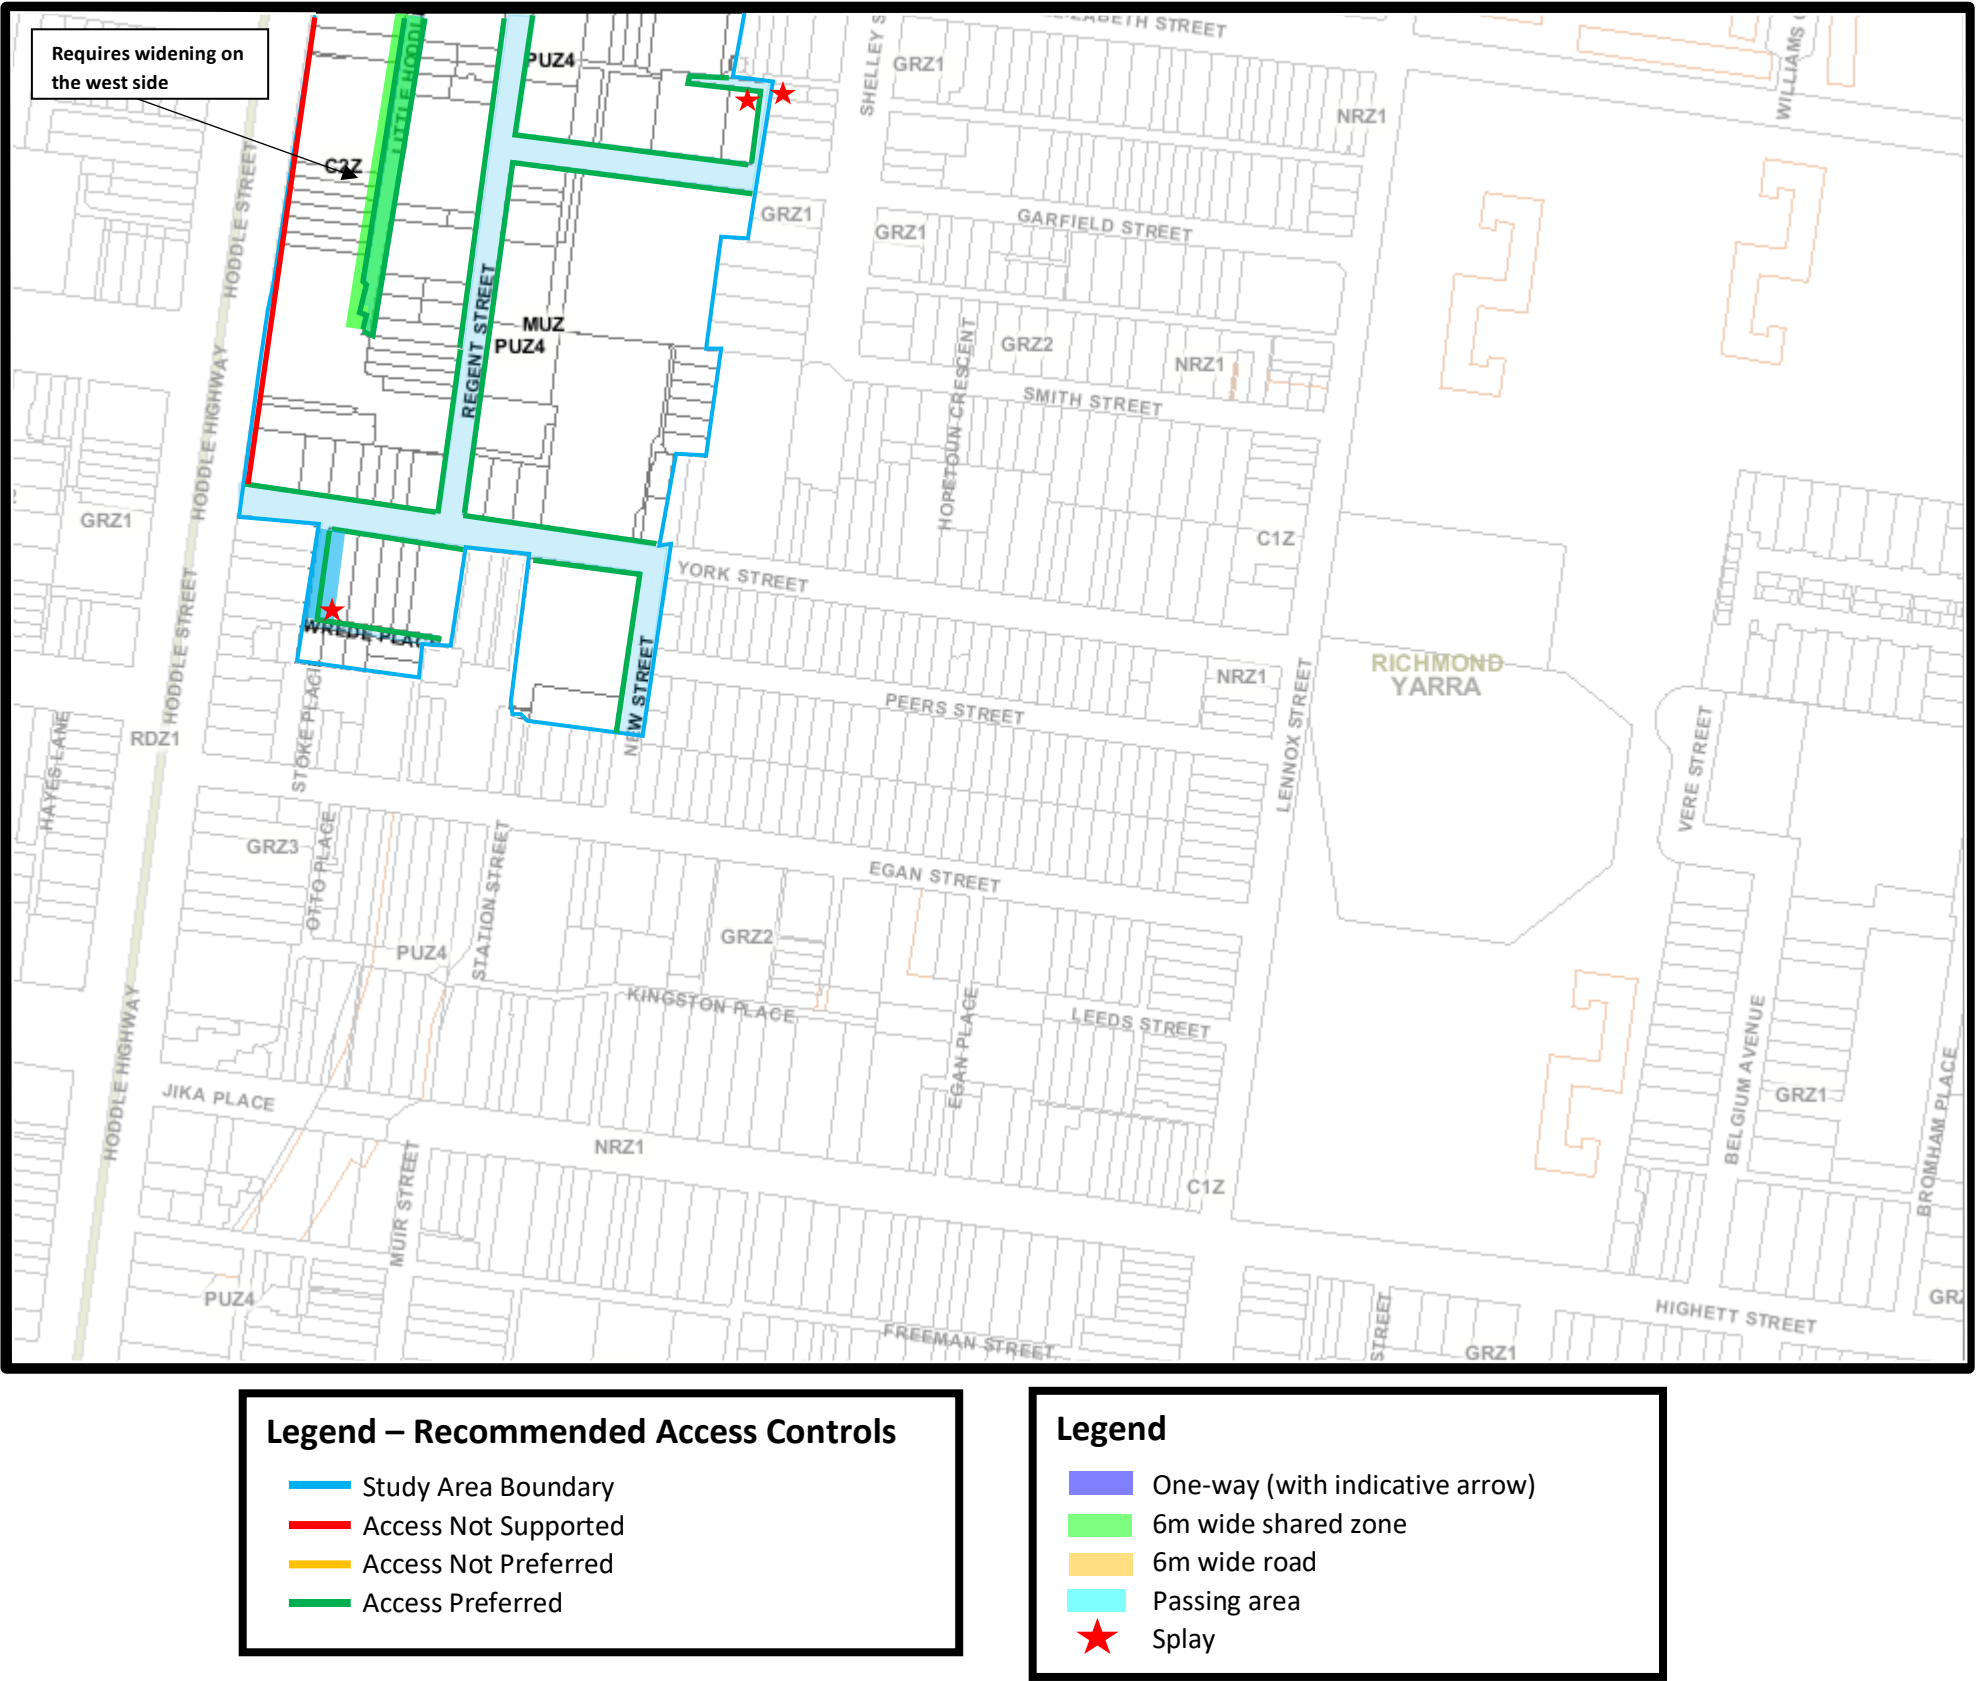 Requires widening on
the west side
LITTLE HODDL
PUZ4
GRZ1
SHELLEY S
ZABETH STREET
WILLIAMS
NRZ1
C2Z
HODDLE STREET
GRZ1
GRZ1
GARFIELD STREET
REGENT STREET
MUZ
PUZ4
HODDLE HIGHWAY
HOPETOUN CRESCENT
GRZ2
NRZ1
SMITH STREET
HODDLE HIGHWAY
GRZ1
C1Z
YORK STREET
WREDE PLAC
HODDLE STREET
STOKE PLACE
NEW STREET
NRZ1
PEERS STREET
LENNOX STREET
RICHMOND
YARRA
VERE STREET
RDZ1
HAYES LANE
GRZ3
OTTO PLACE
STATION STREET
EGAN STREET
PUZ4
GRZ2
KINGSTON PLACE
EGAN PLACE
LEEDS STREET
HODDLE HIGHWAY
JIKA PLACE
NRZ1
MUIR STREET
C1Z
BELGIUM AVENUE
GRZ1
BROMHAM PLACE
PUZ4
FREEMAN STREET
STREET
GRZ1
HIGHETT STREET
GRZ
Legend – Recommended Access Controls
Study Area Boundary
Access Not Supported
Access Not Preferred
Access Preferred
Legend
One-way (with indicative arrow)
6m wide shared zone
6m wide road
Passing area
Splay